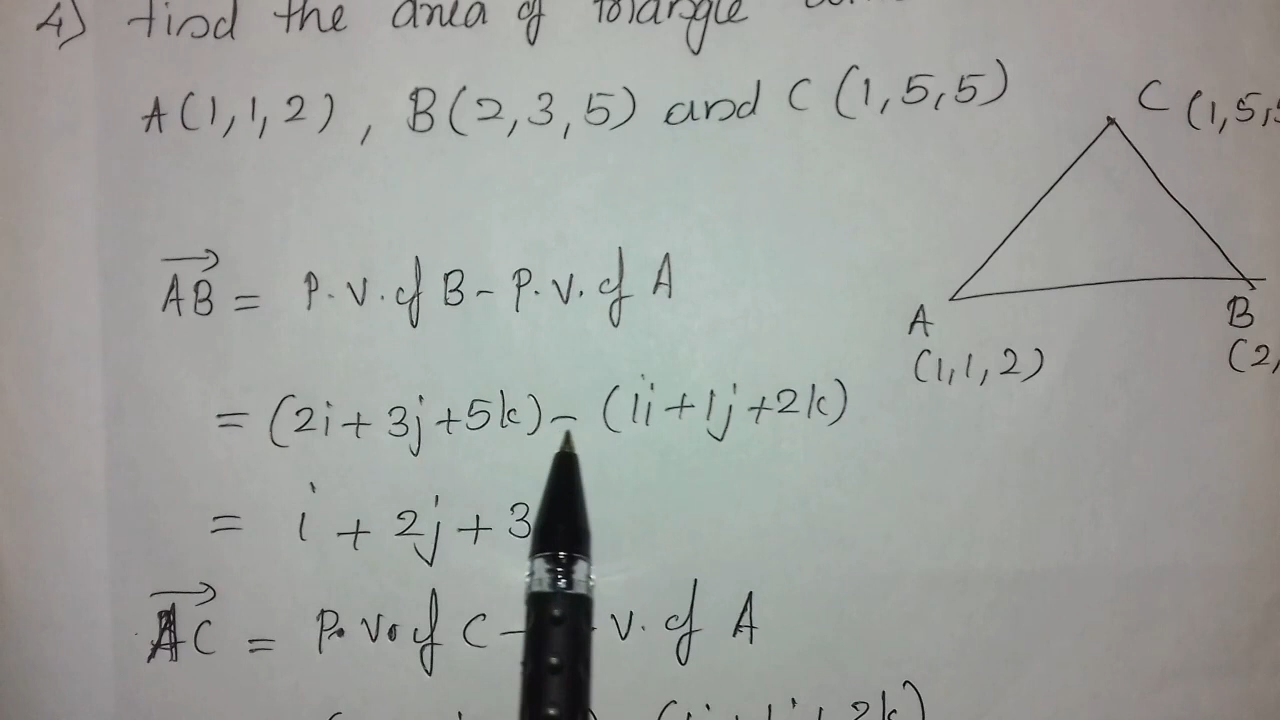 4) find the area of triangle
A(1,1,2), B(2,3,5) and C(1,5,5)
C (1,5,5
A
(1,1,2)
B
(2,
AB = P.V. of B - P.V. of A
= (2i + 3j + 5k) - (1i + 1j + 2k)
= i + 2j + 3
AC = P.V. of C - V. of A